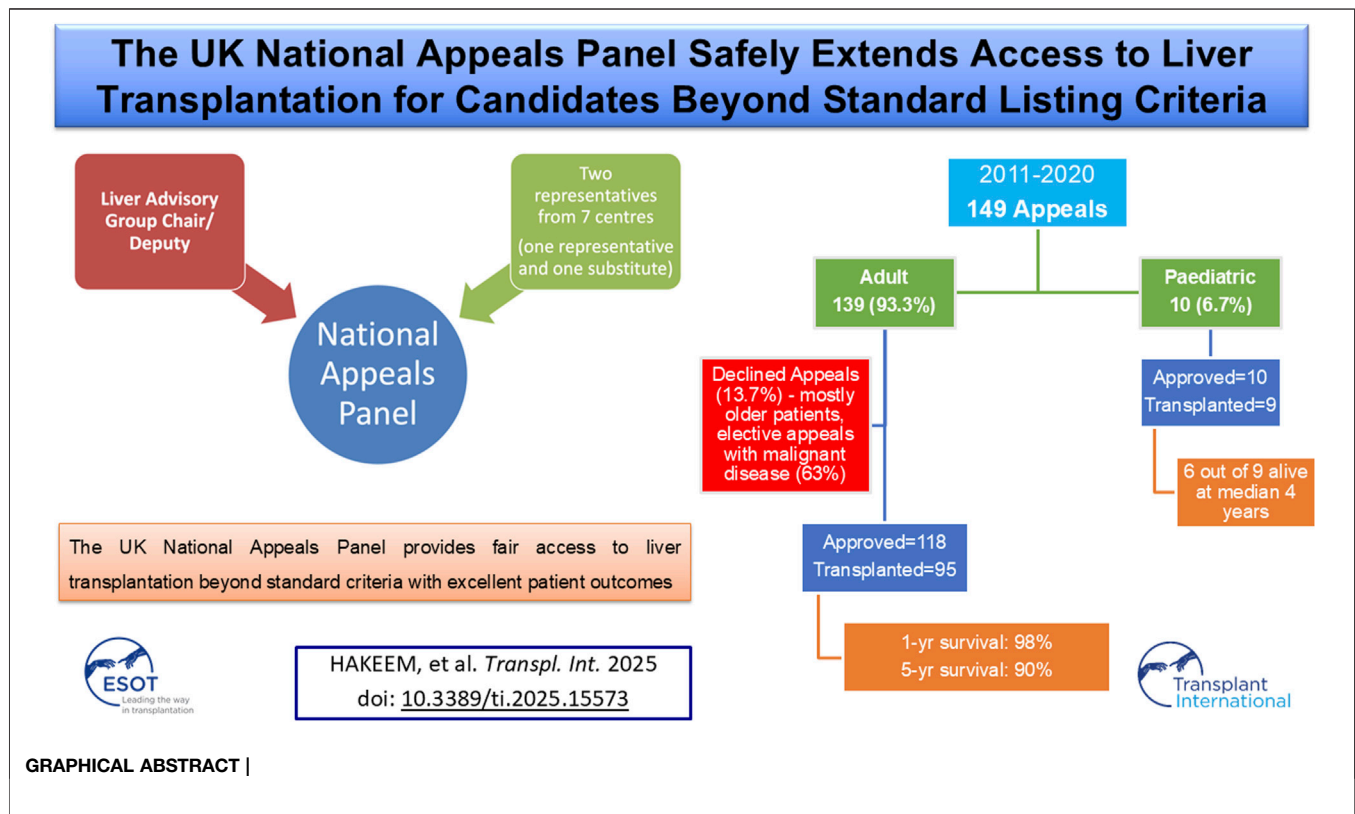 The UK National Appeals Panel Safely Extends Access to Liver
Transplantation for Candidates Beyond Standard Listing Criteria
Liver Advisory
Group Chair/
Deputy
Two
representatives
from 7 centres
(one representative
and one substitute)
National
Appeals
Panel
The UK National Appeals Panel provides fair access to liver
transplantation beyond standard criteria with excellent patient outcomes
2011-2020
149 Appeals
Adult
139 (93.3%)
Paediatric
10 (6.7%)
Declined Appeals
(13.7%) - mostly
older patients,
elective appeals
with malignant
disease (63%)
Approved=10
Transplanted=9
6 out of 9 alive
at median 4
years
Approved=118
Transplanted=95
1-yr survival: 98%
5-yr survival: 90%
ESOT
Leading the way
in transplantation
HAKEEM, et al. Transpl. Int. 2025
doi: 10.3389/ti.2025.15573
Transplant
International
GRAPHICAL ABSTRACT |